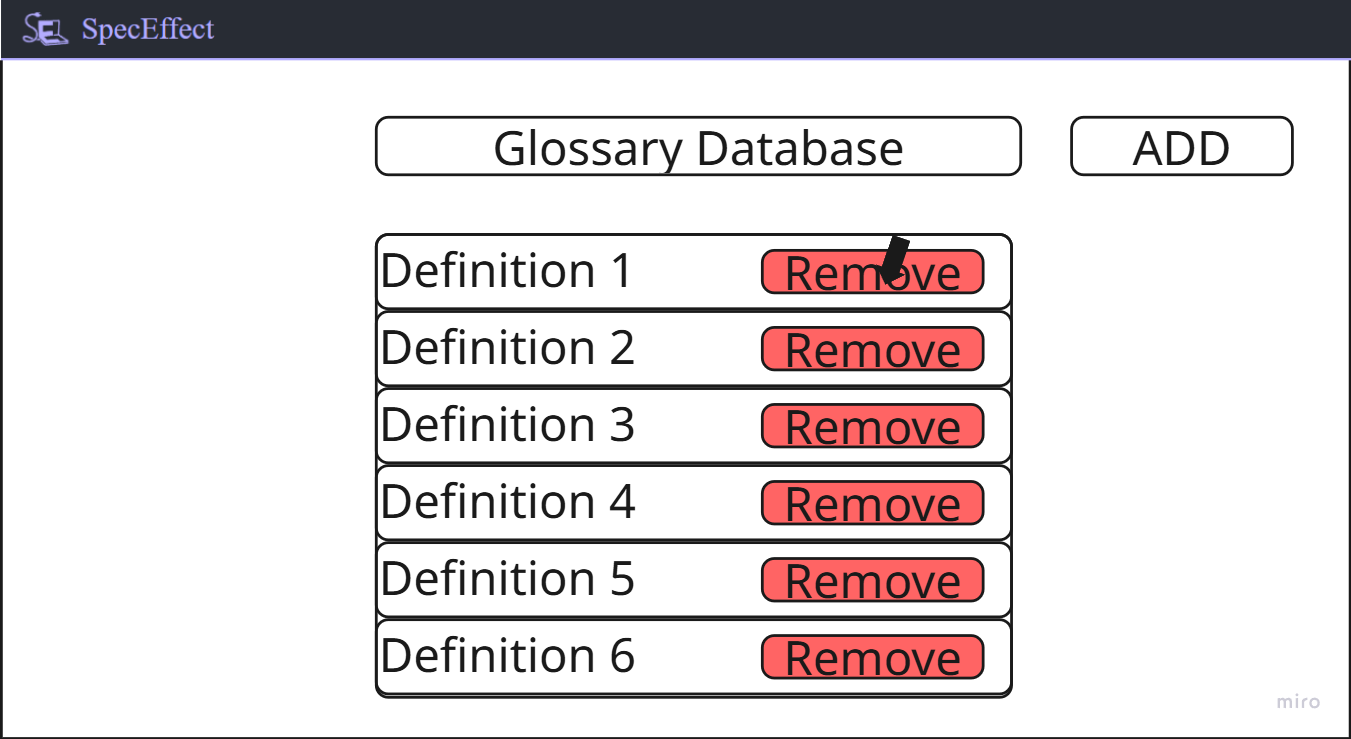 SEL SpecEffect
Glossary Database
ADD
Definition 1 Remove
Definition 2 Remove
Definition 3 Remove
Definition 4 Remove
Definition 5 Remove
Definition 6 Remove
miro